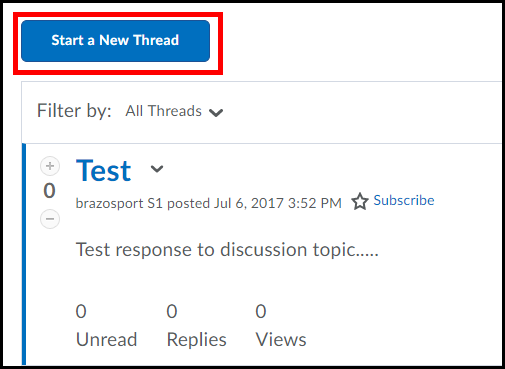 Start a New Thread
Filter by: All Threads
Test
0
brazosport S1 posted Jul 6, 2017 3:52 PM Subscribe
Test response to discussion topic.....
0 0 0
Unread Replies Views